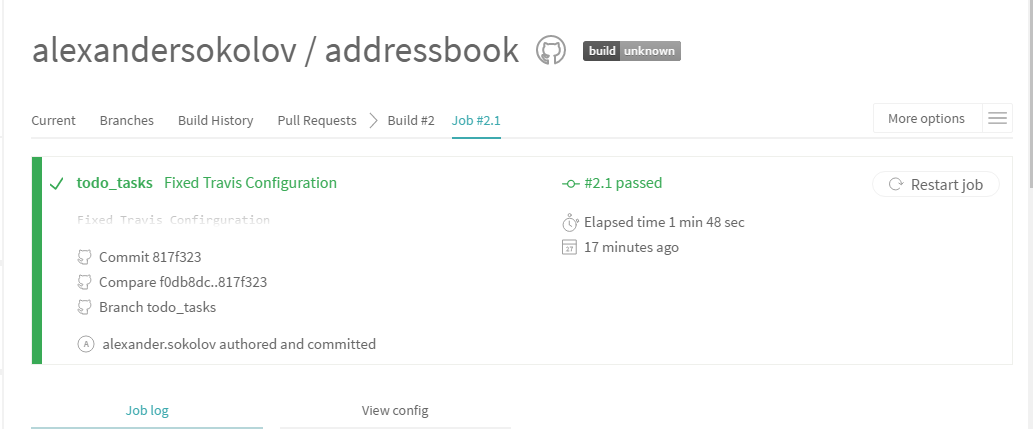 alexandersokolov / addressbook build unknown
Current Branches Build History Pull Requests Build #2 Job #2.1 More options
todo_tasks Fixed Travis Configuration #2.1 passed Restart job
Fixed Travis Confirguration Elapsed time 1 min 48 sec
17 minutes ago
Commit 817f323
Compare f0db8dc..817f323
Branch todo_tasks
A alexander.sokolov authored and committed
Job log View config